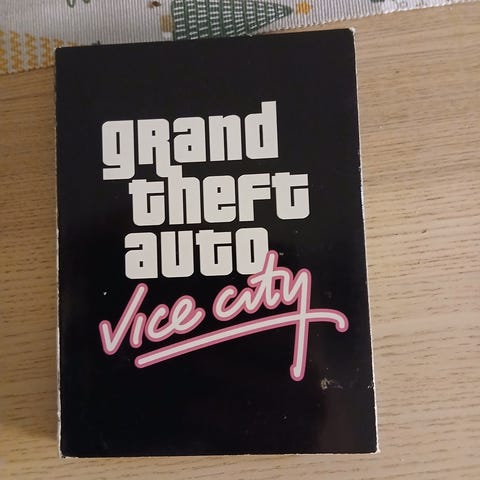 grand
theft
auto
Vice city